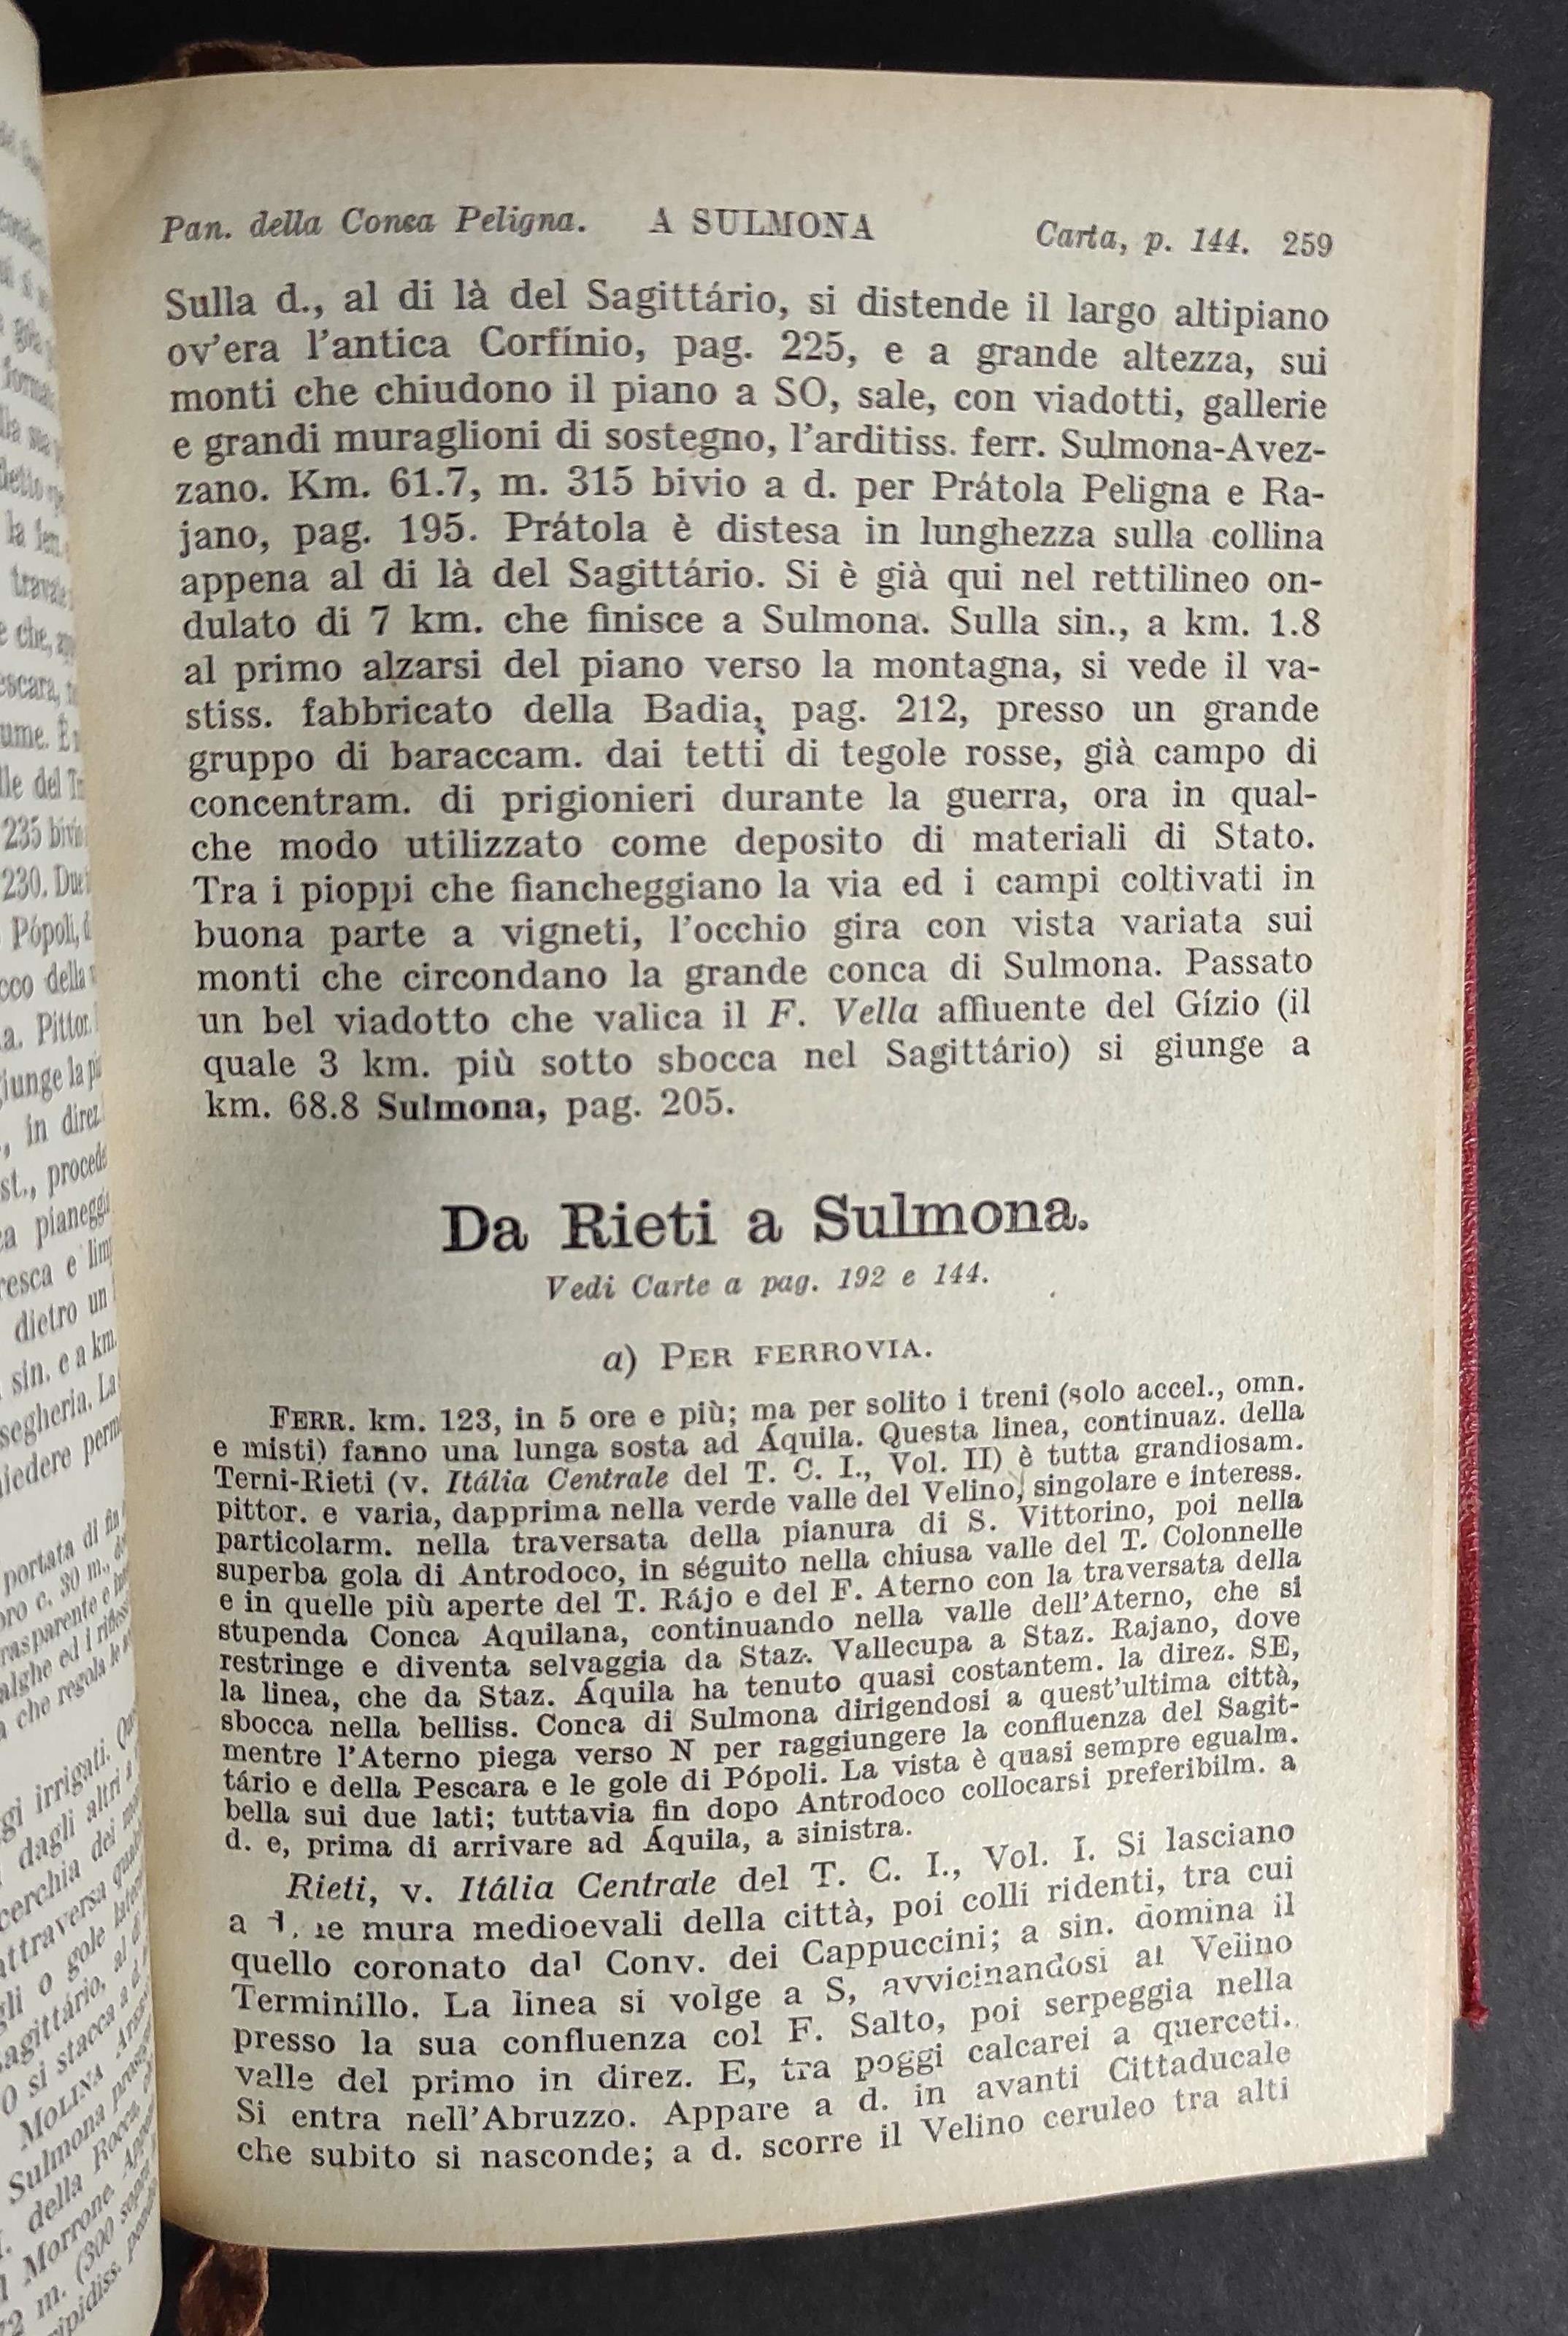 Pan. della Conca Peligna. A SULMONA Carta, p. 144. 259
Sulla d., al di là del Sagittário, si distende il largo altipiano
ov'era l'antica Corfínio, pag. 225, e a grande altezza, sui
monti che chiudono il piano a SO, sale, con viadotti, gallerie
e grandi muraglioni di sostegno, l'arditiss. ferr. Sulmona-Avez-
zano. Km. 61.7, m. 315 bivio a d. per Prátola Peligna e Ra-
jano, pag. 195. Prátola è distesa in lunghezza sulla collina
appena al di là del Sagittário. Si è già qui nel rettilineo on-
dulato di 7 km. che finisce a Sulmona. Sulla sin., a km. 1.8
al primo alzarsi del piano verso la montagna, si vede il va-
stiss. fabbricato della Badia, pag. 212, presso un grande
gruppo di baraccam. dai tetti di tegole rosse, già campo di
concentram. di prigionieri durante la guerra, ora in qual-
che modo utilizzato come deposito di materiali di Stato.
Tra i pioppi che fiancheggiano la via ed i campi coltivati in
buona parte a vigneti, l'occhio gira con vista variata sui
monti che circondano la grande conca di Sulmona. Passato
un bel viadotto che valica il F. Vella affluente del Gízio (il
quale 3 km. più sotto sbocca nel Sagittário) si giunge a
km. 68.8 Sulmona, pag. 205.
Da Rieti a Sulmona.
Vedi Carte a pag. 192 e 144.
a) PER FERROVIA.
FERR. km. 123, in 5 ore e più; ma per solito i treni (solo accel., omn.
e misti) fanno una lunga sosta ad Áquila. Questa linea, continuaz. della
Terni-Rieti (v. Itália Centrale del T. C. I., Vol. II) è tutta grandiosam.
pittor. e varia, dapprima nella verde valle del Velino, singolare e interess.
particolarm. nella traversata della pianura di S. Vittorino, poi nella
superba gola di Antrodoco, in séguito nella chiusa valle del T. Colonnelle
e in quelle più aperte del T. Rájo e del F. Aterno con la traversata della
stupenda Conca Aquilana, continuando nella valle dell'Aterno, che si
restringe e diventa selvaggia da Staz. Vallecupa a Staz. Rajano, dove
la linea, che da Staz. Áquila ha tenuto quasi costantem. la direz. SE,
sbocca nella belliss. Conca di Sulmona dirigendosi a quest'ultima città,
mentre l'Aterno piega verso N per raggiungere la confluenza del Sagit-
tário e della Pescara e le gole di Pópoli. La vista è quasi sempre egualm.
bella sui due lati; tuttavia fin dopo Antrodoco collocarsi preferibilm. a
d. e, prima di arrivare ad Áquila, a sinistra.
Rieti, v. Itália Centrale del T. C. I., Vol. I. Si lasciano
a d. le mura medioevali della città, poi colli ridenti, tra cui
quello coronato dal Conv. dei Cappuccini; a sin. domina il
Terminillo. La linea si volge a S, avvicinandosi al Velino
presso la sua confluenza col F. Salto, poi serpeggia nella
valle del primo in direz. E, tra poggi calcarei a querceti.
Si entra nell'Abruzzo. Appare a d. in avanti Cittaducale
che subito si nasconde; a d. scorre il Velino ceruleo tra alti